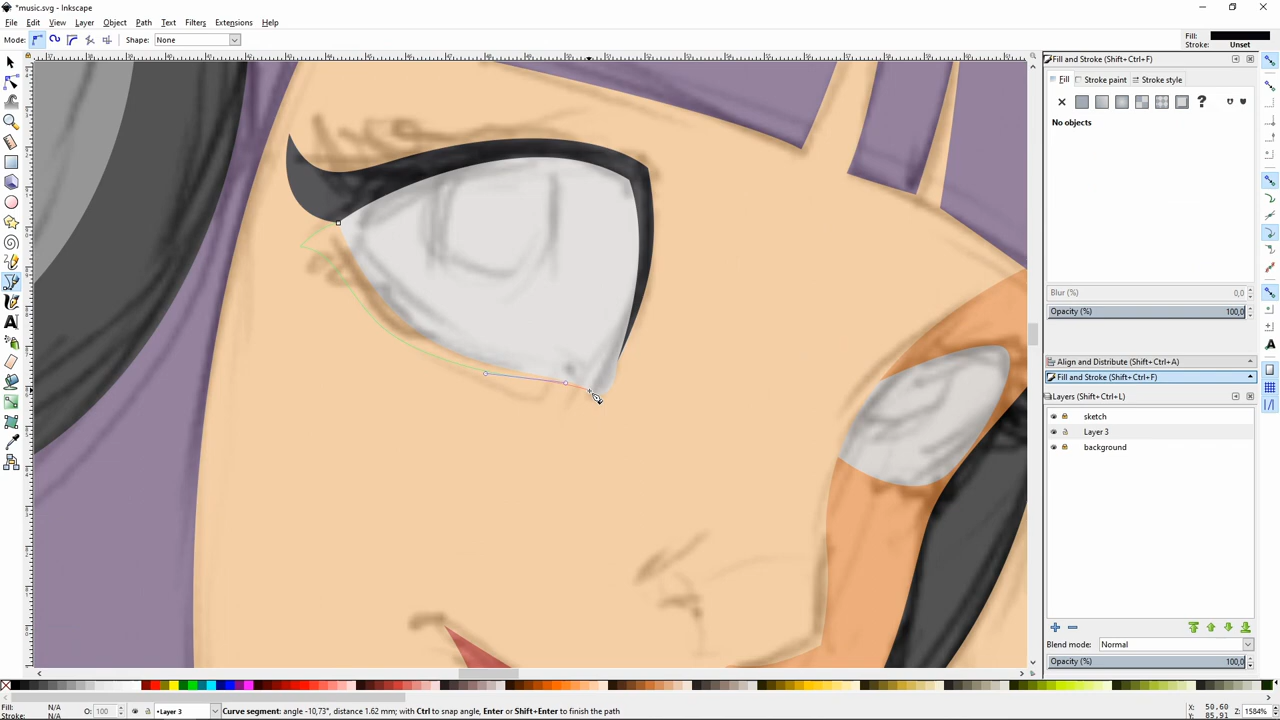 *music.svg - Inkscape
File Edit View Layer Object Path Text Filters Extensions Help
Mode: Shape: None
Fill:
Stroke: Unset
Fill and Stroke (Shift+Ctrl+F)
Fill Stroke paint Stroke style
?
No objects
Blur (%) 0,0
Opacity (%) 100,0
Align and Distribute (Shift+Ctrl+A)
Fill and Stroke (Shift+Ctrl+F)
Layers (Shift+Ctrl+L)
sketch
Layer 3
background
Blend mode: Normal
Opacity (%) 100,0
Fill: N/A
Stroke: N/A
O: 100
•Layer 3
Curve segment: angle -10,73°, distance 1.62 mm; with Ctrl to snap angle, Enter or Shift+Enter to finish the path
X: 50,60
Y: 85,91
Z: 1584%